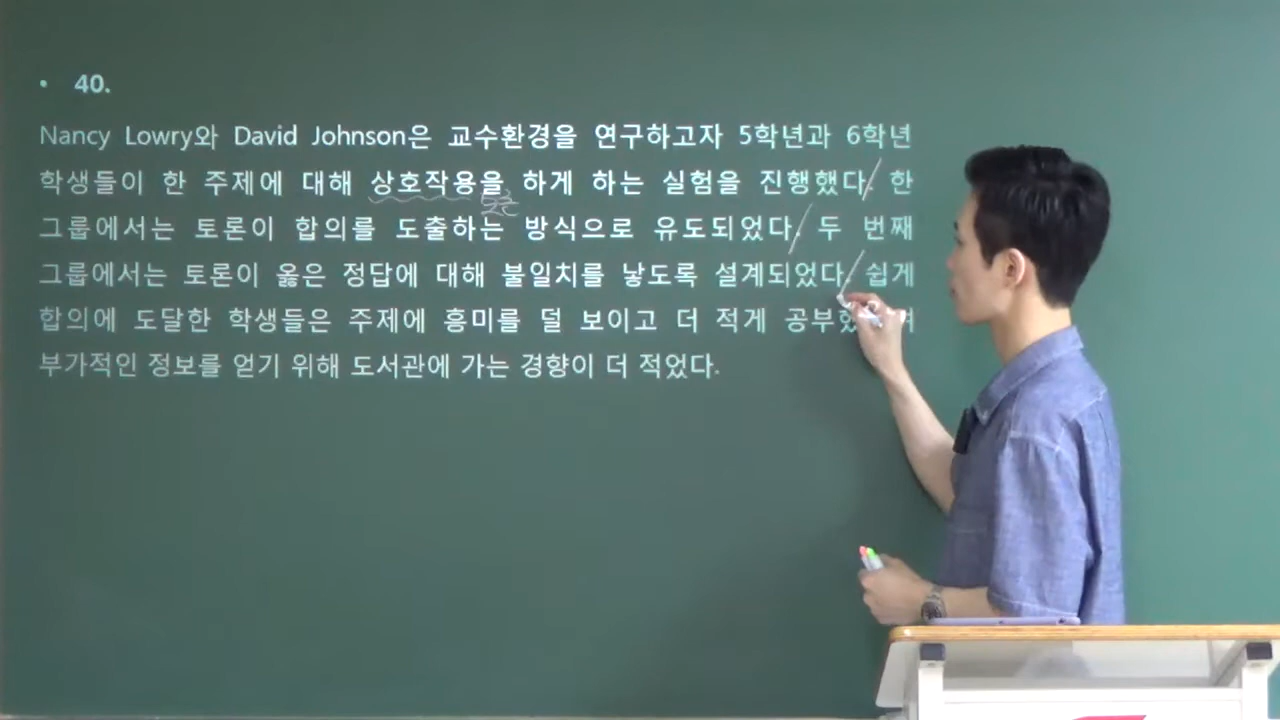 • 40.
Nancy Lowry와 David Johnson은 교수환경을 연구하고자 5학년과 6학년
학생들이 한 주제에 대해 상호작용을 하게 하는 실험을 진행했다. 한
그룹에서는 토론이 합의를 도출하는 방식으로 유도되었다. 두 번째
그룹에서는 토론이 옳은 정답에 대해 불일치를 낳도록 설계되었다. 쉽게
합의에 도달한 학생들은 주제에 흥미를 덜 보이고 더 적게
부가적인 정보를 얻기 위해 도서관에 가는 경향이 더 적었다.